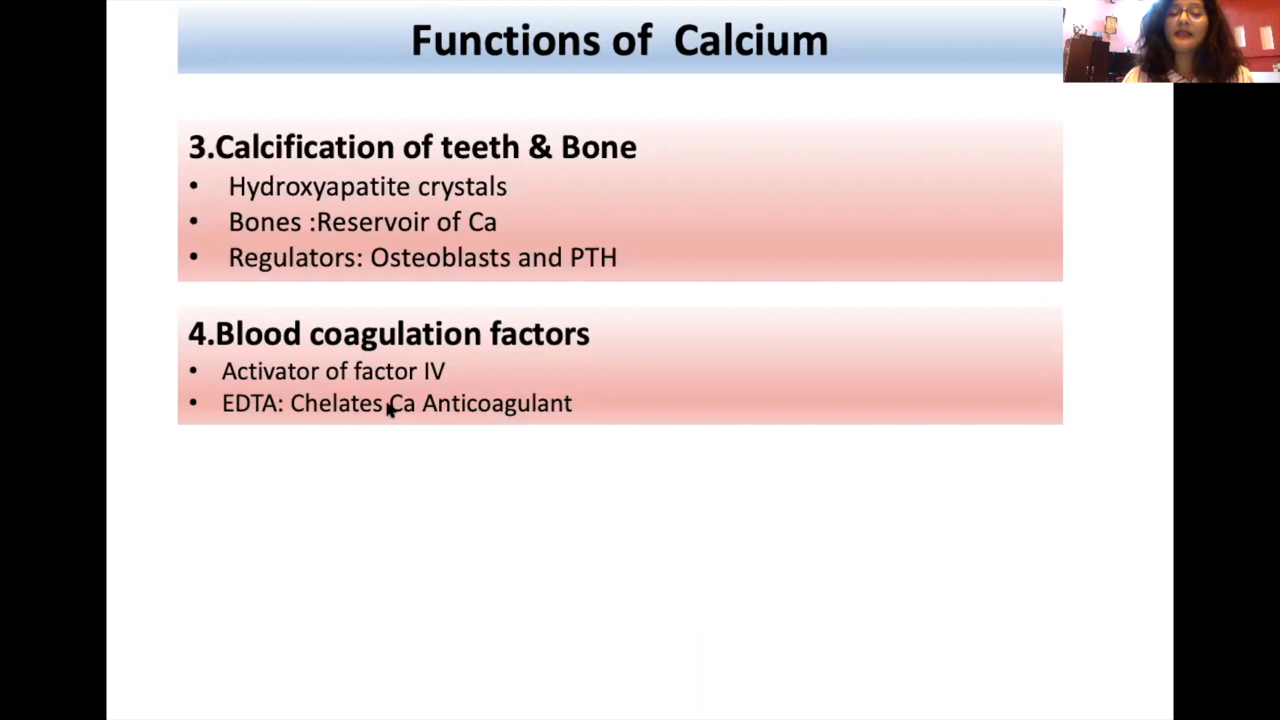 Functions of Calcium
3.Calcification of teeth & Bone
• Hydroxyapatite crystals
• Bones :Reservoir of Ca
• Regulators: Osteoblasts and PTH
4.Blood coagulation factors
• Activator of factor IV
• EDTA: Chelates Ca Anticoagulant